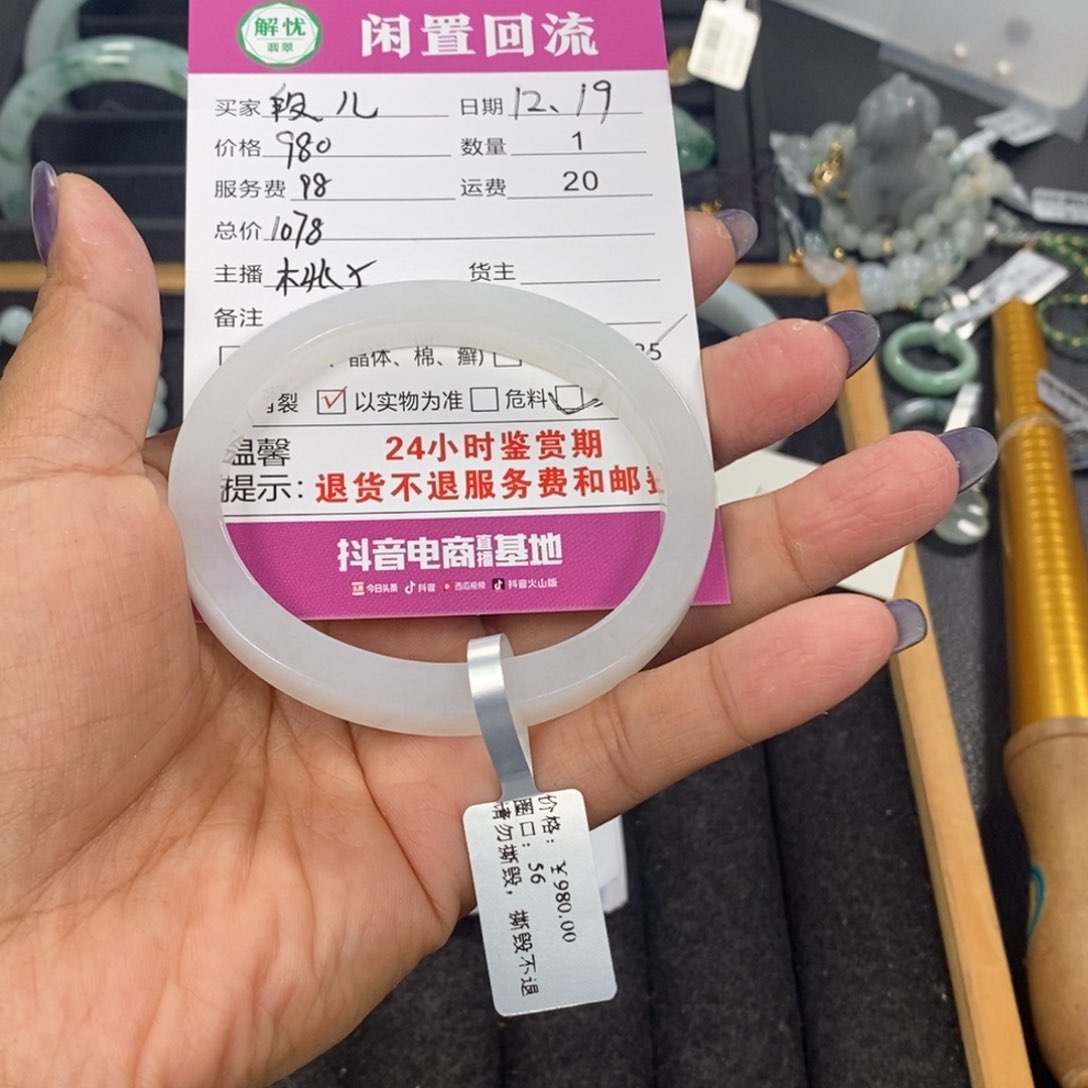 解忧
翡翠
闲置回流
买家 段儿 日期 12、19
价格 980 数量 1
服务费 98 运费 20
总价 1078
主播 货主
备注
、晶体、棉、癣)
裂 以实物为准 危料
温馨 24小时鉴赏期
提示: 退货不退服务费和邮费
抖音电商直播基地
今日头条 抖音 西瓜视频 抖音火山版
价格: ¥980.00
圈口: 56
请勿撕毁，撕毁不退